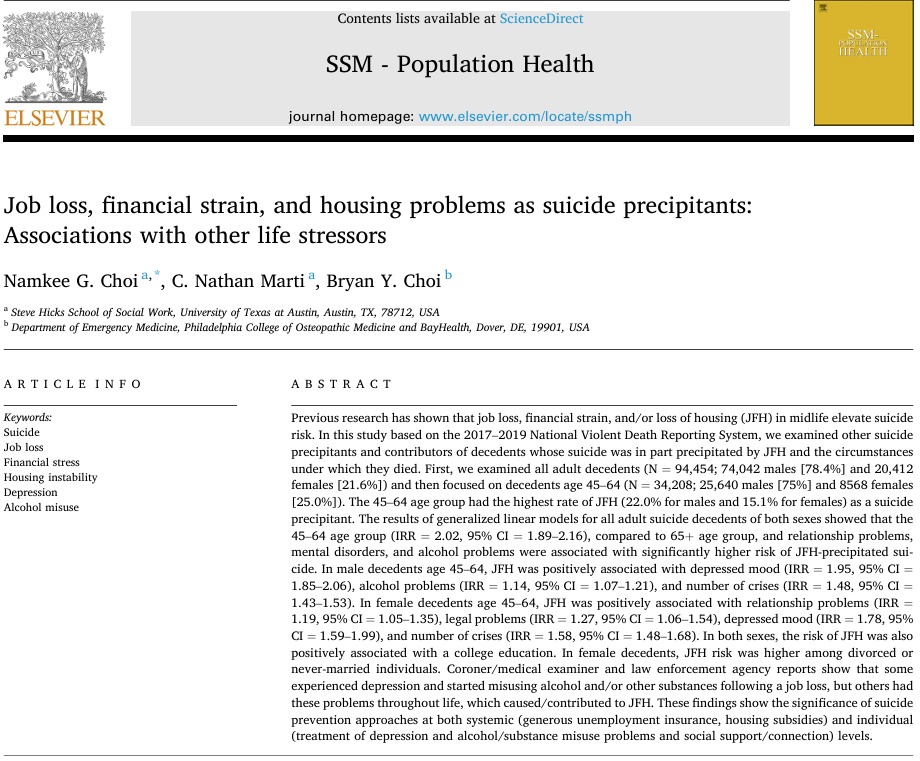 Contents lists available at ScienceDirect
SSM - Population Health
journal homepage: www.elsevier.com/locate/ssmph
ELSEVIER
SSM-
POPULATION
HEALTH
Job loss, financial strain, and housing problems as suicide precipitants:
Associations with other life stressors
Namkee G. Choi a,*, C. Nathan Marti a, Bryan Y. Choi b
a Steve Hicks School of Social Work, University of Texas at Austin, Austin, TX, 78712, USA
b Department of Emergency Medicine, Philadelphia College of Osteopathic Medicine and BayHealth, Dover, DE, 19901, USA
ARTICLE INFO
Keywords:
Suicide
Job loss
Financial stress
Housing instability
Depression
Alcohol misuse
ABSTRACT
Previous research has shown that job loss, financial strain, and/or loss of housing (JFH) in midlife elevate suicide
risk. In this study based on the 2017–2019 National Violent Death Reporting System, we examined other suicide
precipitants and contributors of decedents whose suicide was in part precipitated by JFH and the circumstances
under which they died. First, we examined all adult decedents (N = 94,454; 74,042 males [78.4%] and 20,412
females [21.6%]) and then focused on decedents age 45–64 (N = 34,208; 25,640 males [75%] and 8568 females
[25.0%]). The 45–64 age group had the highest rate of JFH (22.0% for males and 15.1% for females) as a suicide
precipitant. The results of generalized linear models for all adult suicide decedents of both sexes showed that the
45–64 age group (IRR = 2.02, 95% CI = 1.89–2.16), compared to 65+ age group, and relationship problems,
mental disorders, and alcohol problems were associated with significantly higher risk of JFH-precipitated sui-
cide. In male decedents age 45–64, JFH was positively associated with depressed mood (IRR = 1.95, 95% CI =
1.85–2.06), alcohol problems (IRR = 1.14, 95% CI = 1.07–1.21), and number of crises (IRR = 1.48, 95% CI =
1.43–1.53). In female decedents age 45–64, JFH was positively associated with relationship problems (IRR =
1.19, 95% CI = 1.05–1.35), legal problems (IRR = 1.27, 95% CI = 1.06–1.54), depressed mood (IRR = 1.78, 95%
CI = 1.59–1.99), and number of crises (IRR = 1.58, 95% CI = 1.48–1.68). In both sexes, the risk of JFH was also
positively associated with a college education. In female decedents, JFH risk was higher among divorced or
never-married individuals. Coroner/medical examiner and law enforcement agency reports show that some
experienced depression and started misusing alcohol and/or other substances following a job loss, but others had
these problems throughout life, which caused/contributed to JFH. These findings show the significance of suicide
prevention approaches at both systemic (generous unemployment insurance, housing subsidies) and individual
(treatment of depression and alcohol/substance misuse problems and social support/connection) levels.